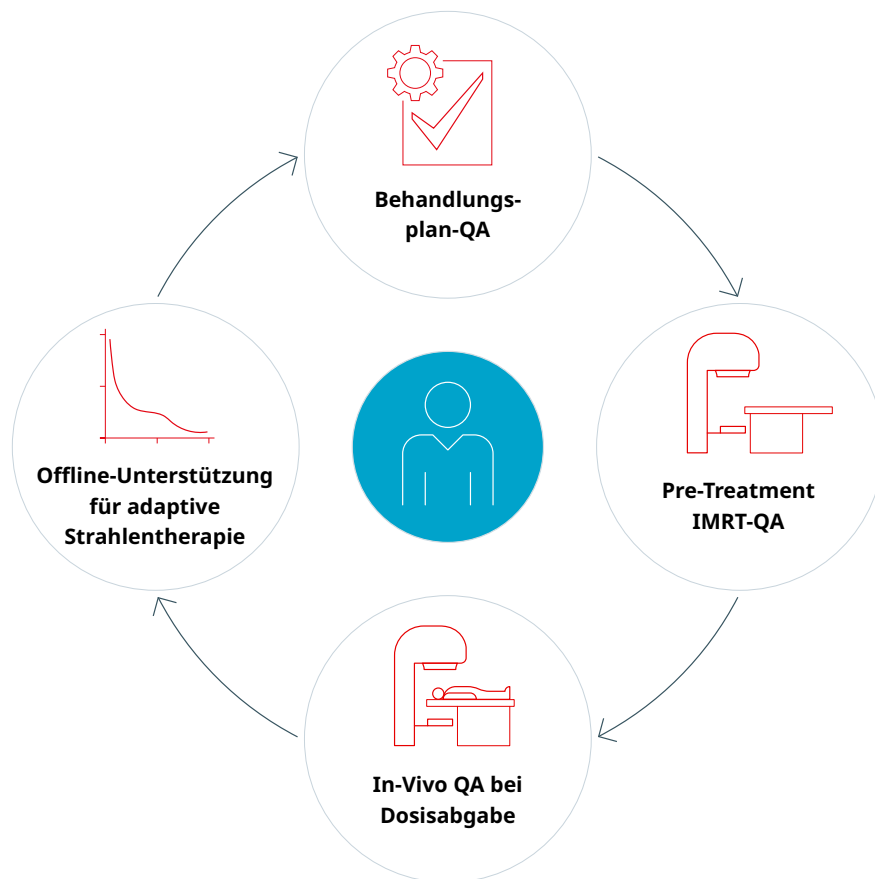 Behandlungs-
plan-QA
Offline-Unterstützung
für adaptive
Strahlentherapie
Pre-Treatment
IMRT-QA
In-Vivo QA bei
Dosisabgabe